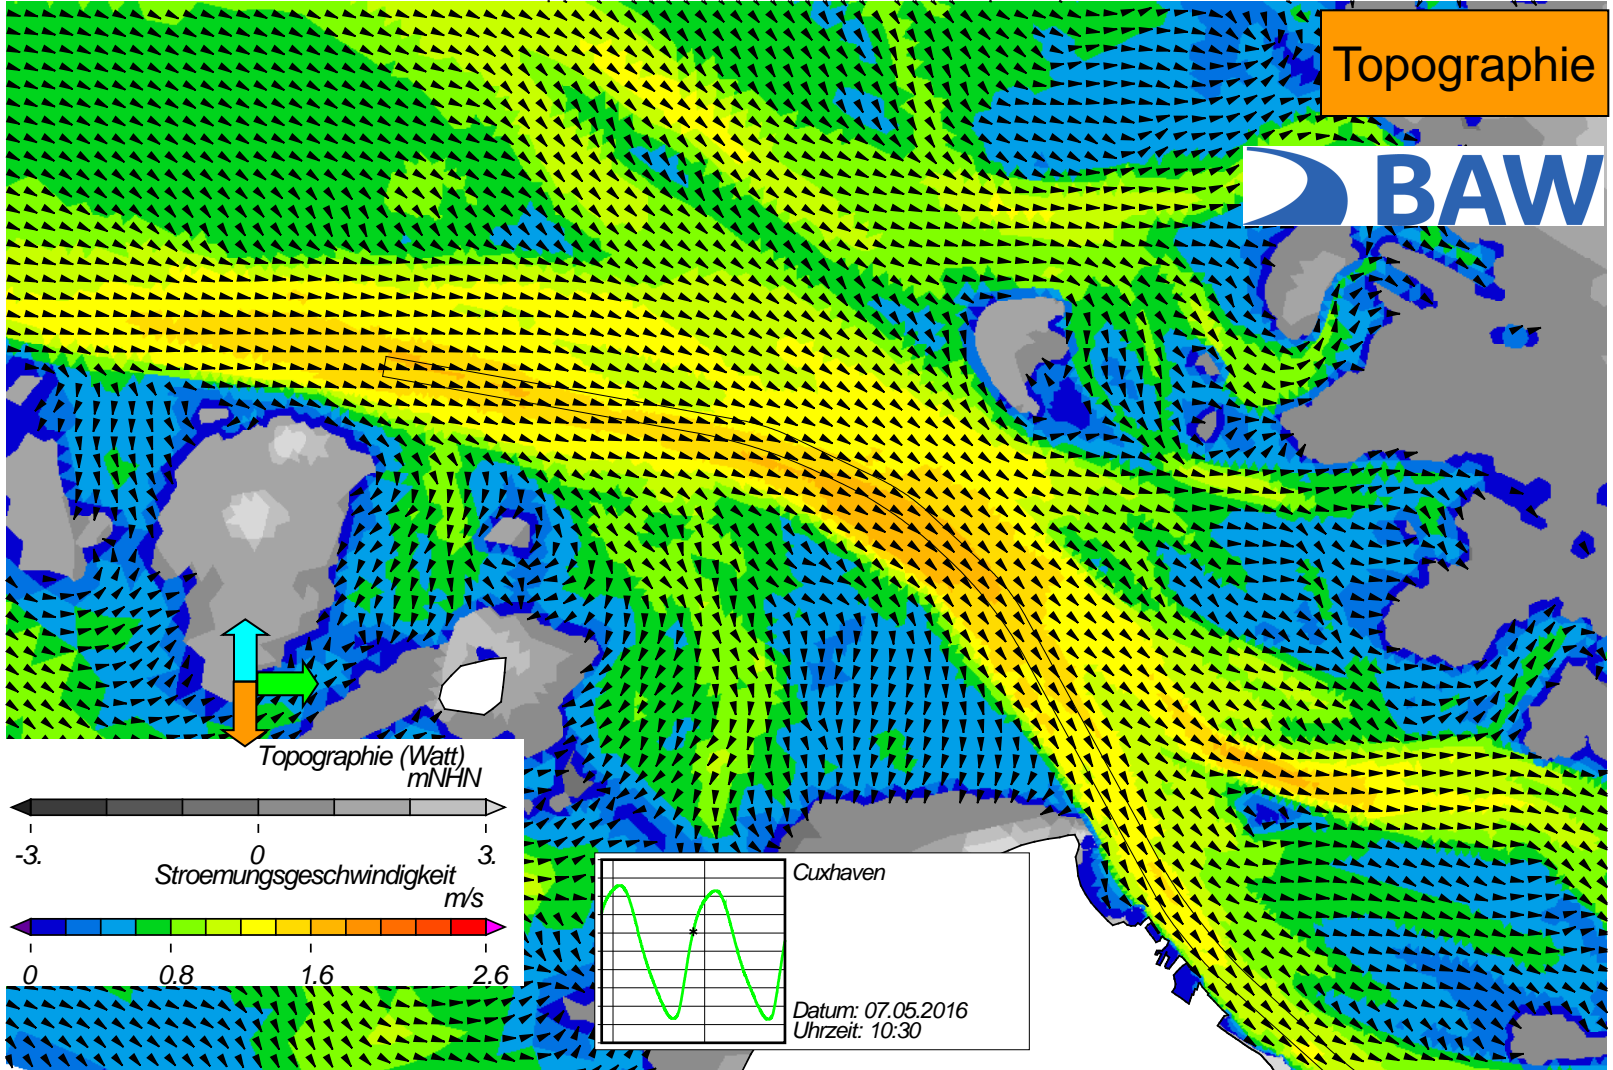 Topographie
BAW
Topographie (Watt)
mNHN
-3. 0 3.
Stroemungsgeschwindigkeit
m/s
0 0.8 1.6 2.6
Cuxhaven
Datum: 07.05.2016
Uhrzeit: 10:30